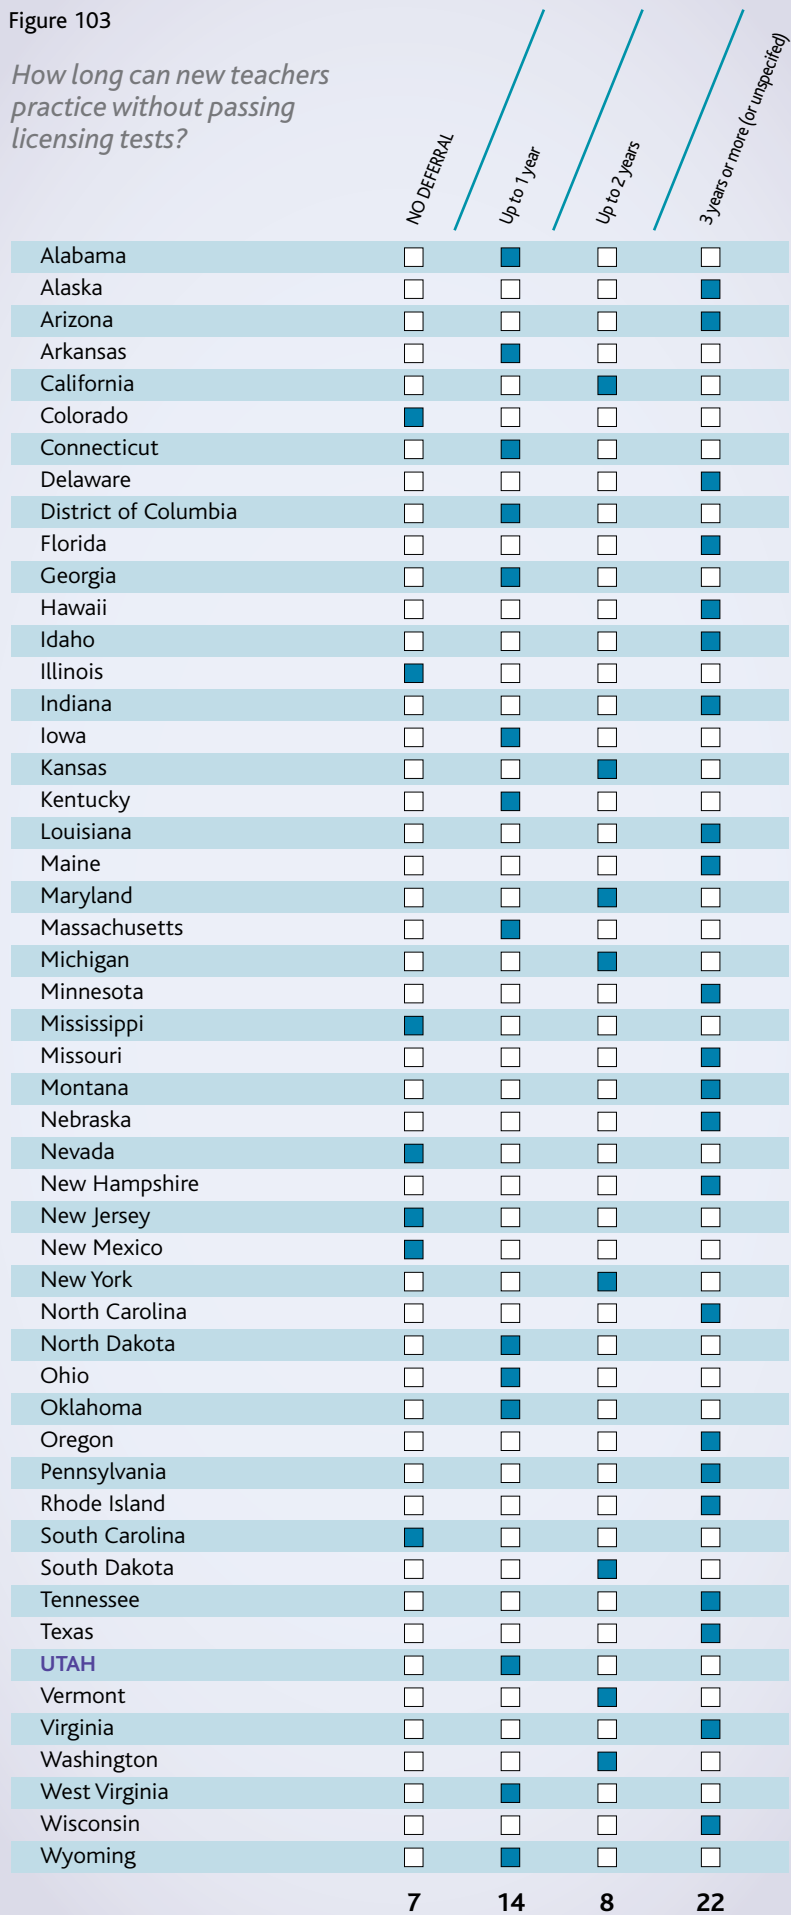 Figure 103
How long can new teachers
practice without passing
licensing tests?
NO DEFERRAL
Up to 1 year
Up to 2 years
3 years or more (or unspecifed)
Alabama
Alaska
Arizona
Arkansas
California
Colorado
Connecticut
Delaware
District of Columbia
Florida
Georgia
Hawaii
Idaho
Illinois
Indiana
Iowa
Kansas
Kentucky
Louisiana
Maine
Maryland
Massachusetts
Michigan
Minnesota
Mississippi
Missouri
Montana
Nebraska
Nevada
New Hampshire
New Jersey
New Mexico
New York
North Carolina
North Dakota
Ohio
Oklahoma
Oregon
Pennsylvania
Rhode Island
South Carolina
South Dakota
Tennessee
Texas
UTAH
Vermont
Virginia
Washington
West Virginia
Wisconsin
Wyoming
7 14 8 22